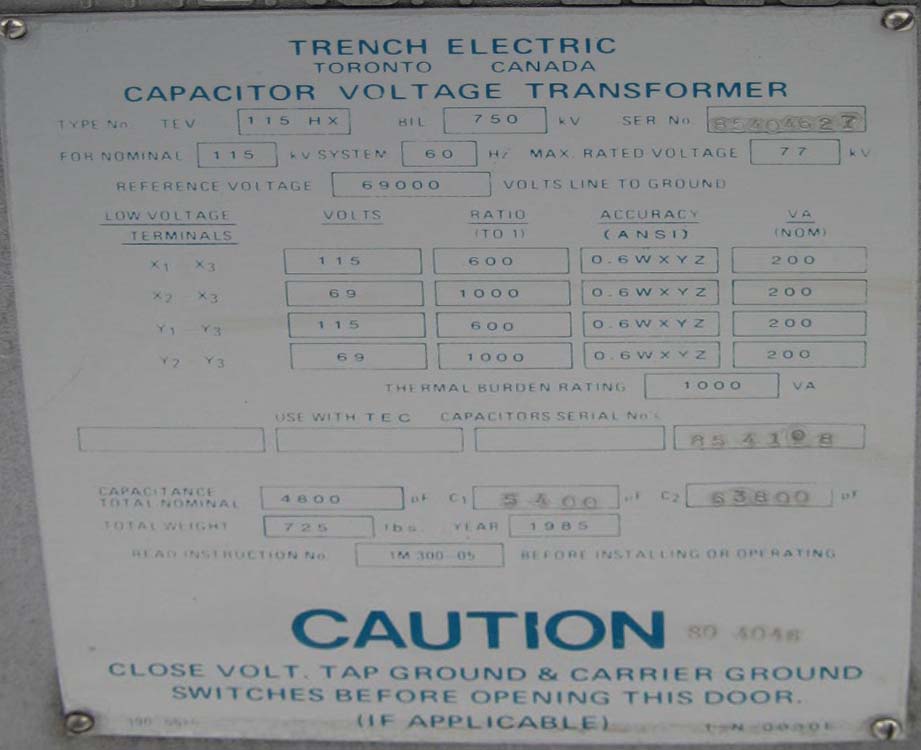 TRENCH ELECTRIC
TORONTO CANADA
CAPACITOR VOLTAGE TRANSFORMER
TYPE No. TEV 115 HX BIL 750 kV SER No. 85404627
FOR NOMINAL 115 kV SYSTEM 60 Hz MAX. RATED VOLTAGE 77 kV
REFERENCE VOLTAGE 69000 VOLTS LINE TO GROUND
LOW VOLTAGE VOLTS RATIO ACCURACY VA
TERMINALS (TO 1) (ANSI) (NOM)
X1 X3 115 600 0.6WXYZ 200
X2 X3 69 1000 0.6WXYZ 200
Y1 Y3 115 600 0.6WXYZ 200
Y2 Y3 69 1000 0.6WXYZ 200
THERMAL BURDEN RATING 1000 VA
USE WITH TEC CAPACITORS SERIAL No's
CAPACITANCE
TOTAL NOMINAL 4800 pF C1 5400 pF C2 63800 pF
TOTAL WEIGHT 725 lbs. YEAR 1985
READ INSTRUCTION No. 1M 300-05 BEFORE INSTALLING OR OPERATING
CAUTION 80 4046
CLOSE VOLT. TAP GROUND & CARRIER GROUND
SWITCHES BEFORE OPENING THIS DOOR.
(IF APPLICABLE)